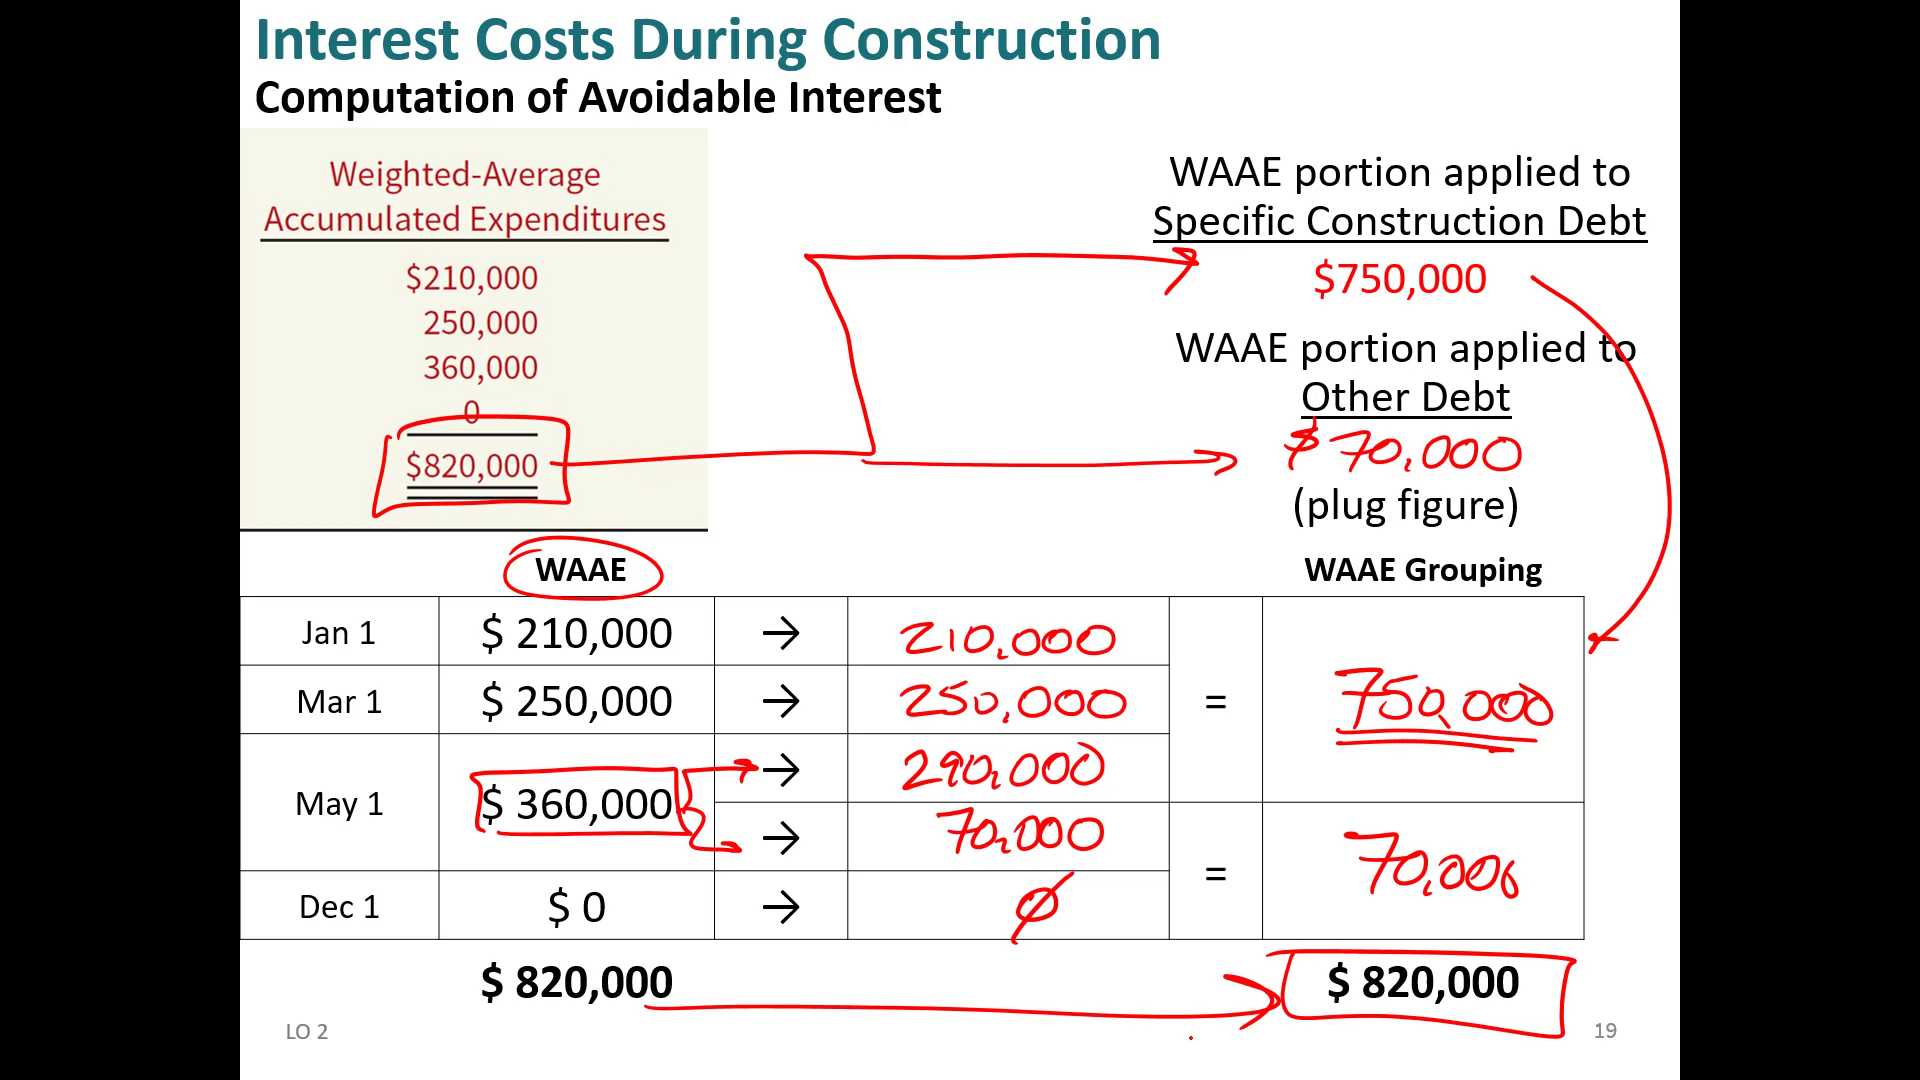 Interest Costs During Construction
Computation of Avoidable Interest
Weighted-Average
Accumulated Expenditures
$210,000
250,000
360,000
0
$820,000
WAAE portion applied to
Specific Construction Debt
$750,000
WAAE portion applied to
Other Debt
$70,000
(plug figure)
WAAE WAAE Grouping
Jan 1 $ 210,000 → 210,000
Mar 1 $ 250,000 → 250,000 = 750,000
→ 290,000
May 1 $ 360,000
→ 70,000
= 70,000
Dec 1 $ 0 → 0
$ 820,000 $ 820,000
LO 2 19